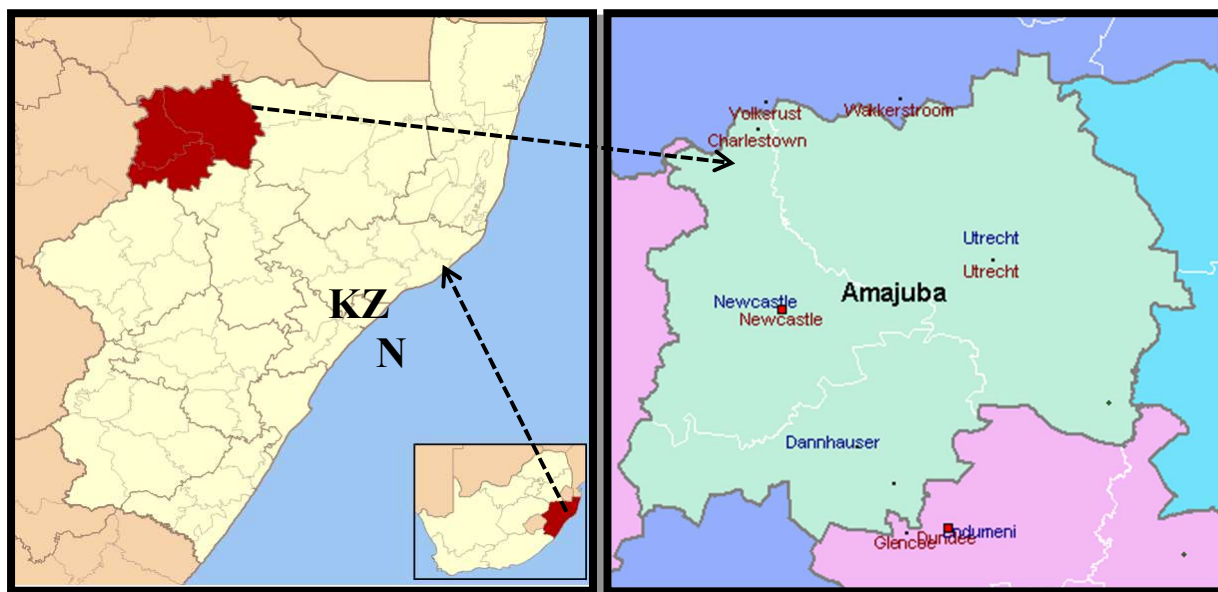 KZ
N
Volkerust
Wakkerstroom
Charlestown
Utrecht
Utrecht
Amajuba
Newcastle
Newcastle
Dannhauser
Endumeni
Dundee
Glencoe